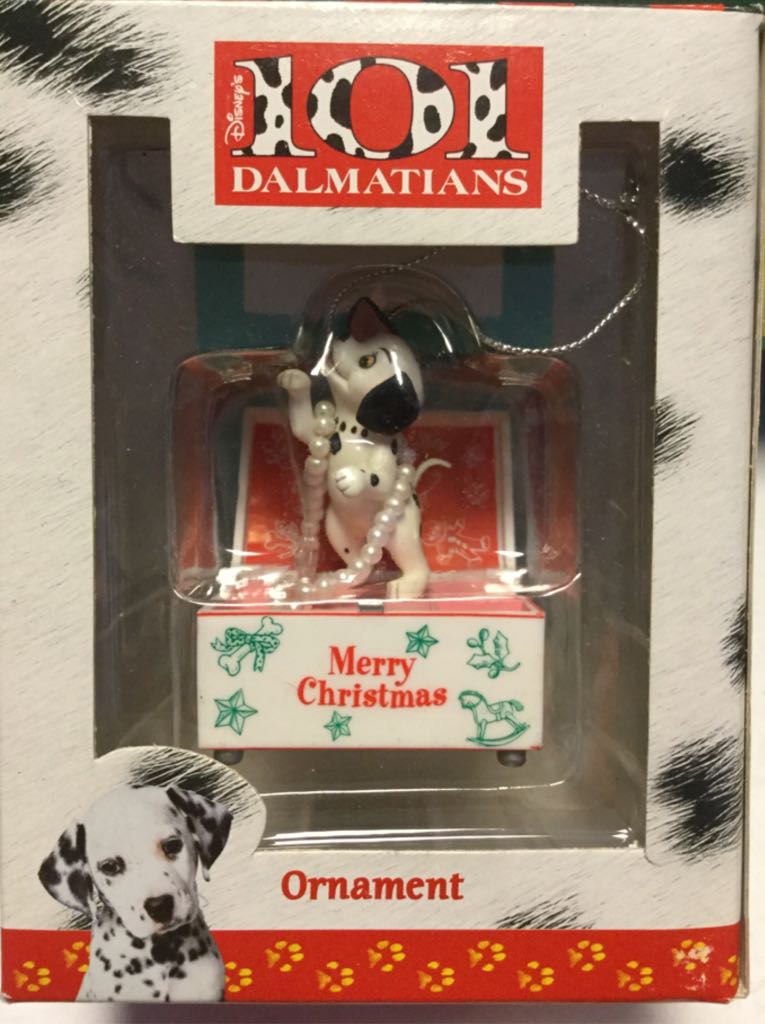 Disney's
101
DALMATIANS
Merry
Christmas
Ornament